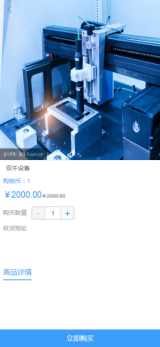 双牛设备
购物币：1
￥2000.00 ￥2000.00
购买数量 - 1 +
收货地址
商品详情
立即购买